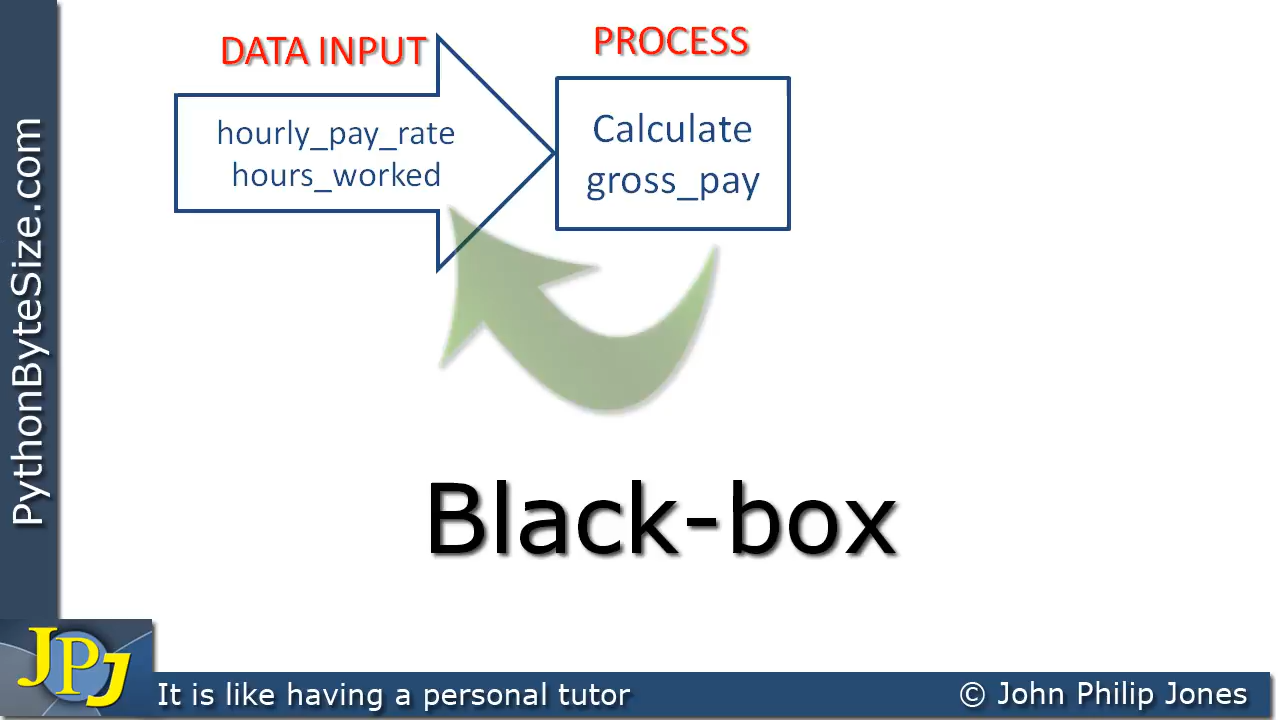 DATA INPUT
PROCESS
hourly_pay_rate
hours_worked
Calculate
gross_pay
Black-box
PythonByteSize.com
JPJ
It is like having a personal tutor
© John Philip Jones